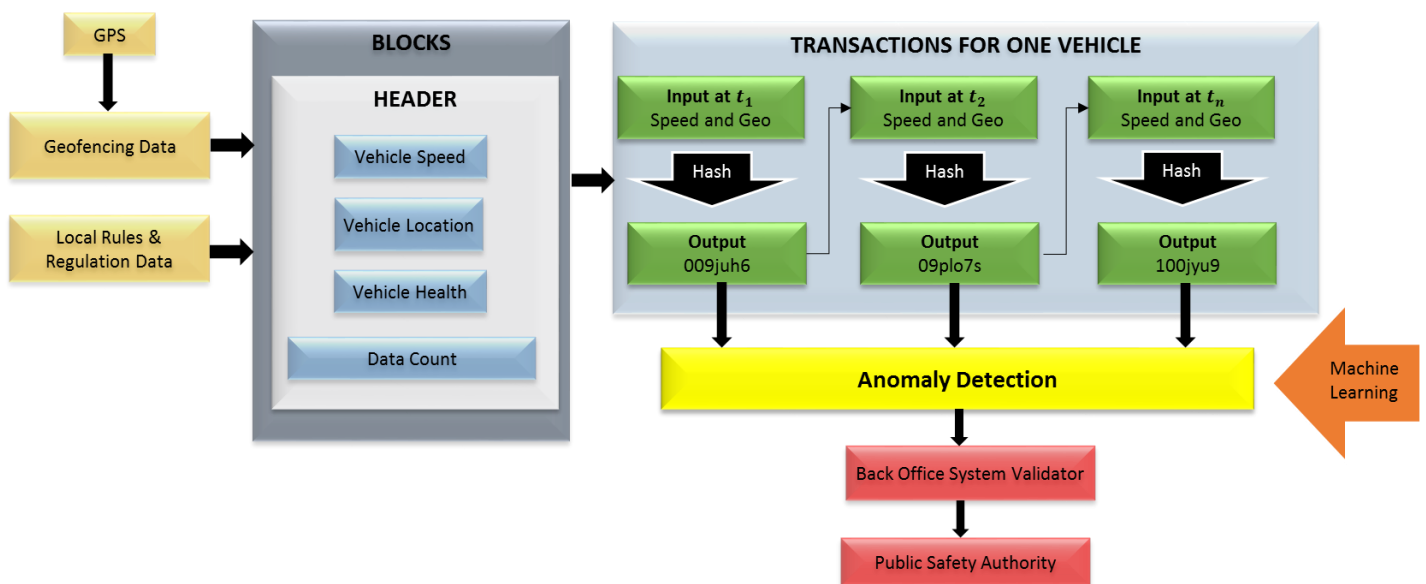 GPS
Geofencing Data
Local Rules &
Regulation Data
BLOCKS
HEADER
Vehicle Speed
Vehicle Location
Vehicle Health
Data Count
TRANSACTIONS FOR ONE VEHICLE
Input at t₁
Speed and Geo
Hash
Output
009juh6
Input at t₂
Speed and Geo
Hash
Output
09plo7s
Input at tₙ
Speed and Geo
Hash
Output
100jyu9
Anomaly Detection
Machine
Learning
Back Office System Validator
Public Safety Authority